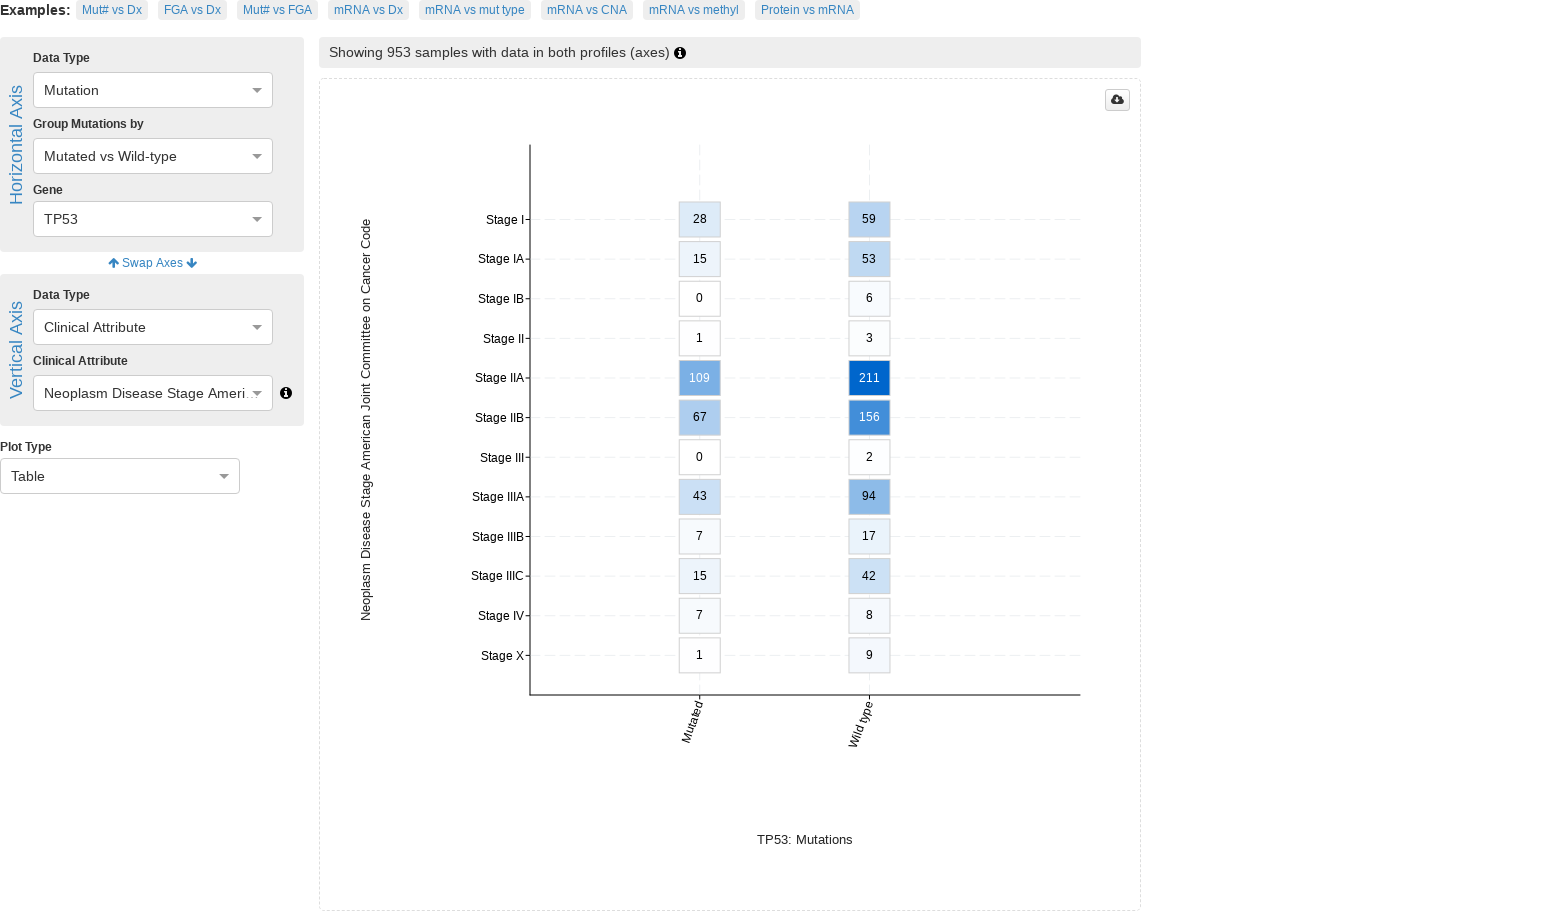 Examples: Mut# vs Dx FGA vs Dx Mut# vs FGA mRNA vs Dx mRNA vs mut type mRNA vs CNA mRNA vs methyl Protein vs mRNA
Horizontal Axis
Data Type
Mutation
Group Mutations by
Mutated vs Wild-type
Gene
TP53
Swap Axes
Vertical Axis
Data Type
Clinical Attribute
Clinical Attribute
Neoplasm Disease Stage Ameri...
Plot Type
Table
Showing 953 samples with data in both profiles (axes)
Neoplasm Disease Stage American Joint Committee on Cancer Code
Stage I 28 59
Stage IA 15 53
Stage IB 0 6
Stage II 1 3
Stage IIA 109 211
Stage IIB 67 156
Stage III 0 2
Stage IIIA 43 94
Stage IIIB 7 17
Stage IIIC 15 42
Stage IV 7 8
Stage X 1 9
Mutated Wild type
TP53: Mutations